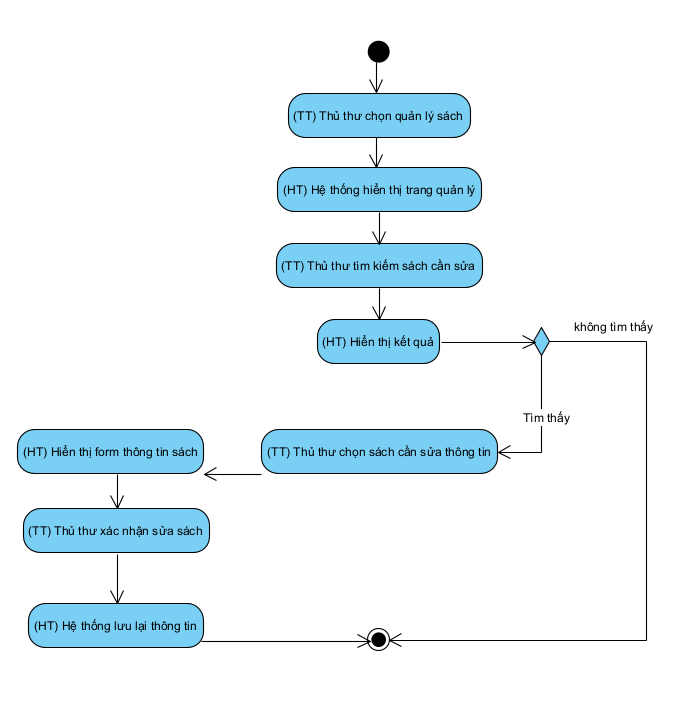 (TT) Thủ thư chọn quản lý sách
(HT) Hệ thống hiển thị trang quản lý
(TT) Thủ thư tìm kiếm sách cần sửa
(HT) Hiển thị kết quả
không tìm thấy
Tìm thấy
(HT) Hiển thị form thông tin sách
(TT) Thủ thư chọn sách cần sửa thông tin
(TT) Thủ thư xác nhận sửa sách
(HT) Hệ thống lưu lại thông tin